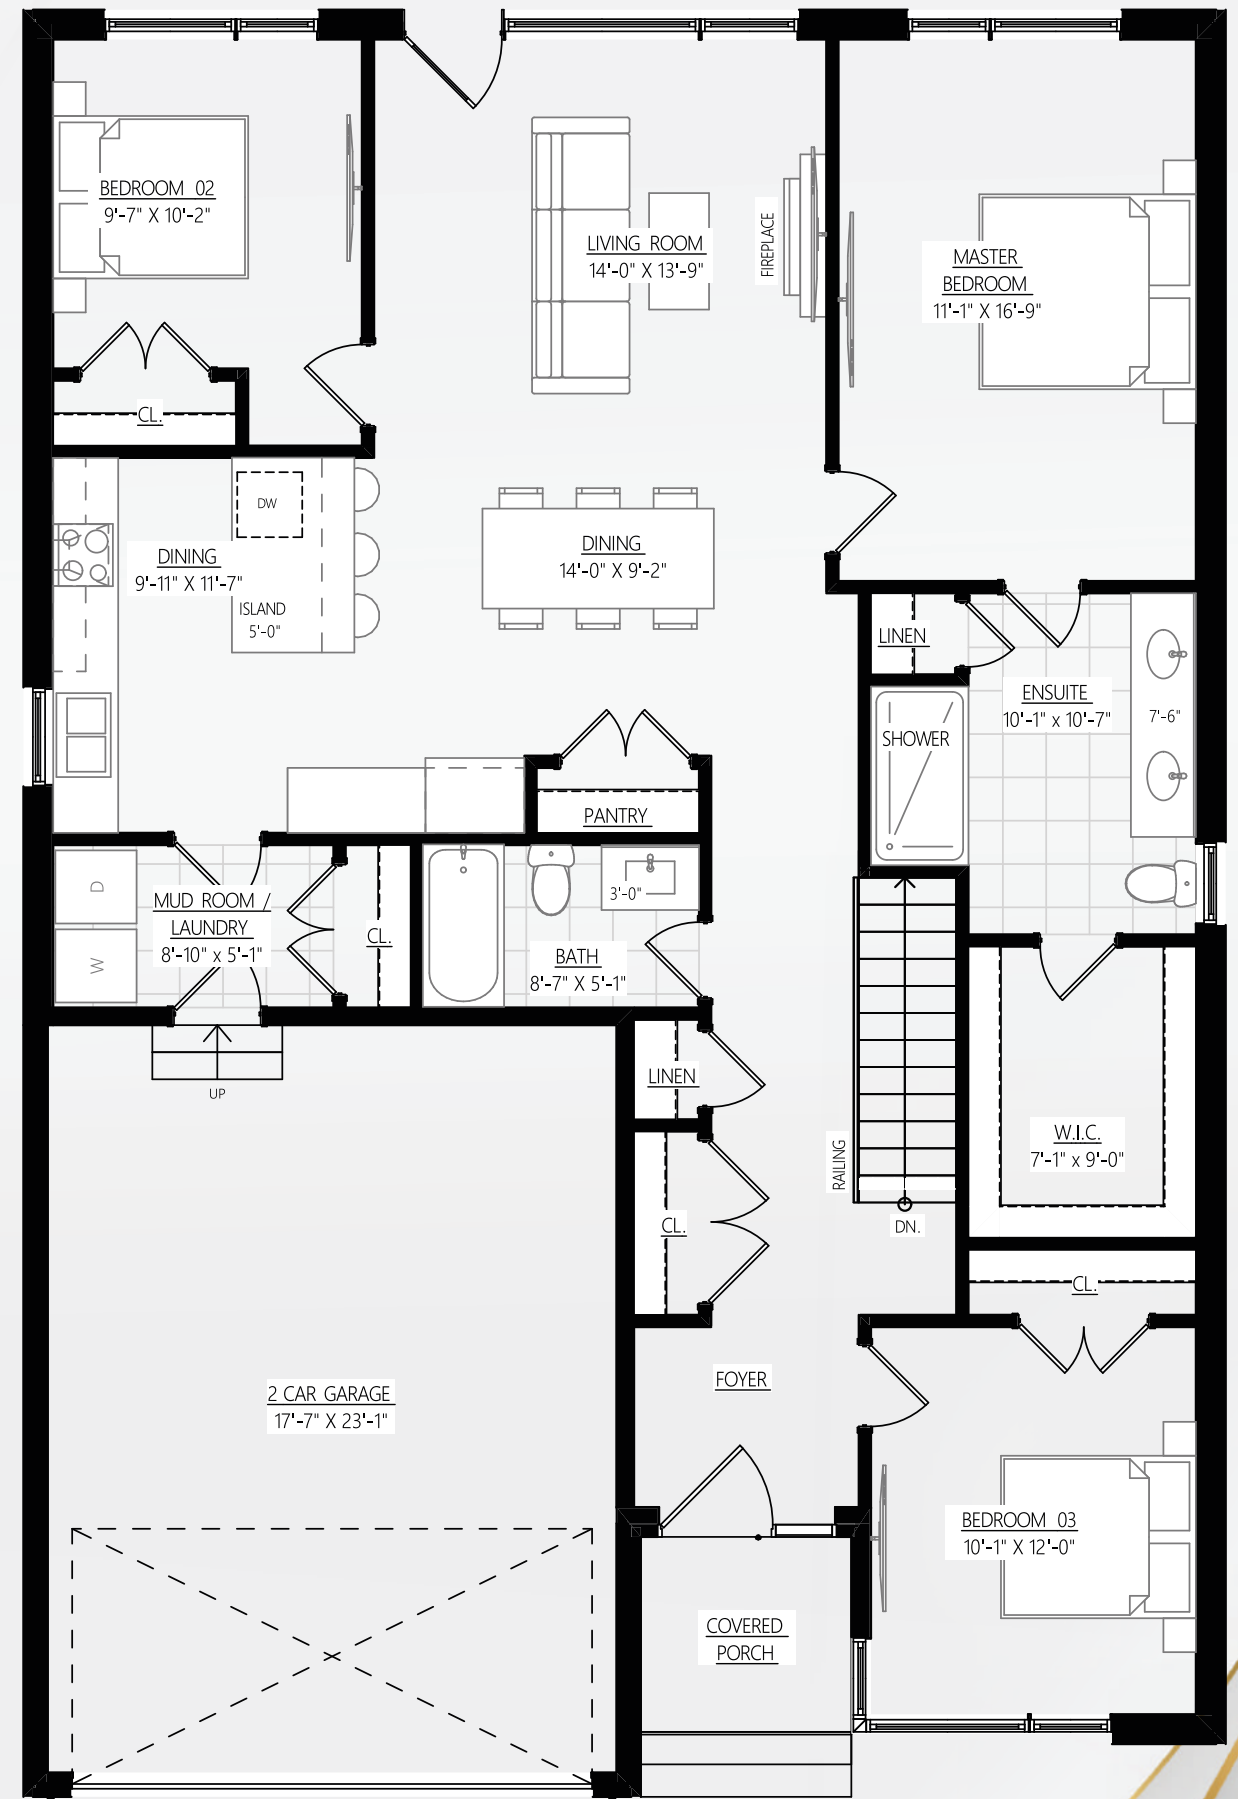 BEDROOM 02
9'-7" X 10'-2"
LIVING ROOM
14'-0" X 13'-9"
FIREPLACE
MASTER
BEDROOM
11'-1" X 16'-9"
CL.
DW
DINING
9'-11" X 11'-7"
ISLAND
5'-0"
DINING
14'-0" X 9'-2"
LINEN
ENSUITE
10'-1" x 10'-7"
7'-6"
SHOWER
PANTRY
D
W
MUD ROOM /
LAUNDRY
8'-10" x 5'-1"
CL.
3'-0"
BATH
8'-7" X 5'-1"
UP
LINEN
RAILING
W.I.C.
7'-1" x 9'-0"
CL.
DN.
CL.
2 CAR GARAGE
17'-7" X 23'-1"
FOYER
BEDROOM 03
10'-1" X 12'-0"
COVERED
PORCH